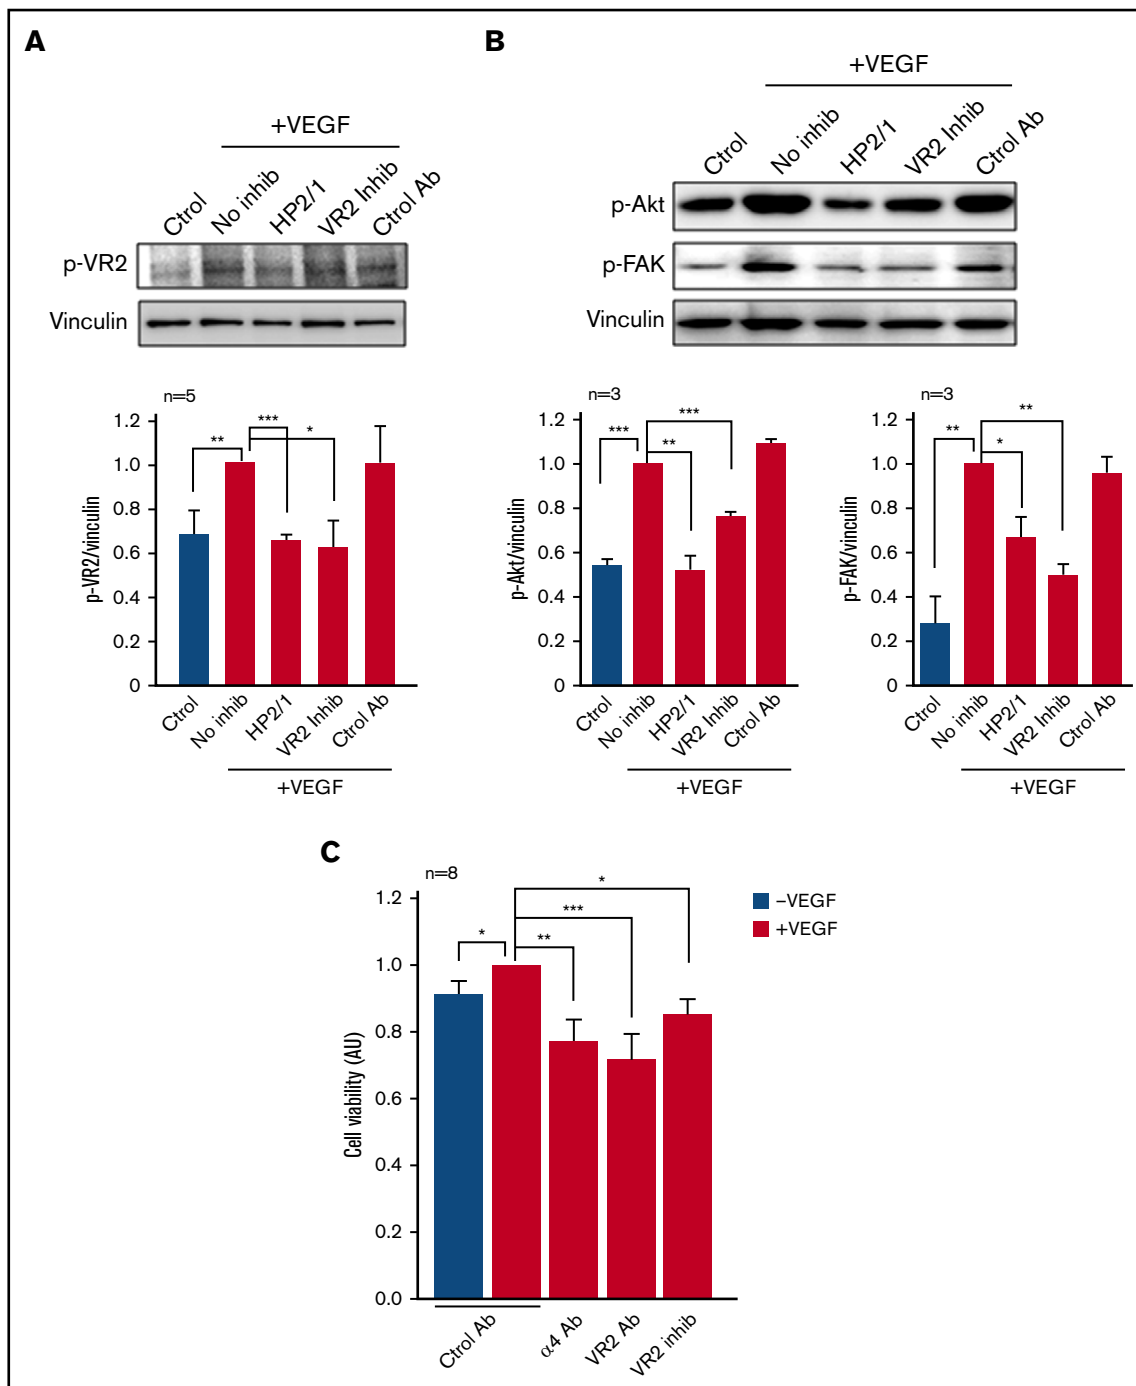 A
+VEGF
Ctrol
No inhib
HP2/1
VR2 Inhib
Ctrol Ab
p-VR2
Vinculin
n=5
** *** *
1.2
1.0
0.8
0.6
0.4
0.2
0
p-VR2/vinculin
Ctrol
No inhib
HP2/1
VR2 Inhib
Ctrol Ab
+VEGF
B
+VEGF
Ctrol
No inhib
HP2/1
VR2 Inhib
Ctrol Ab
p-Akt
p-FAK
Vinculin
n=3
*** ** ***
1.2
1.0
0.8
0.6
0.4
0.2
0
p-Akt/vinculin
Ctrol
No inhib
HP2/1
VR2 Inhib
Ctrol Ab
+VEGF
n=3
** * **
1.2
1.0
0.8
0.6
0.4
0.2
0
p-FAK/vinculin
Ctrol
No inhib
HP2/1
VR2 Inhib
Ctrol Ab
+VEGF
C
n=8
* ** *** *
1.2
1.0
0.8
0.6
0.4
0.2
0.0
Cell viability (AU)
Ctrol Ab
α4 Ab
VR2 Ab
VR2 inhib
–VEGF
+VEGF